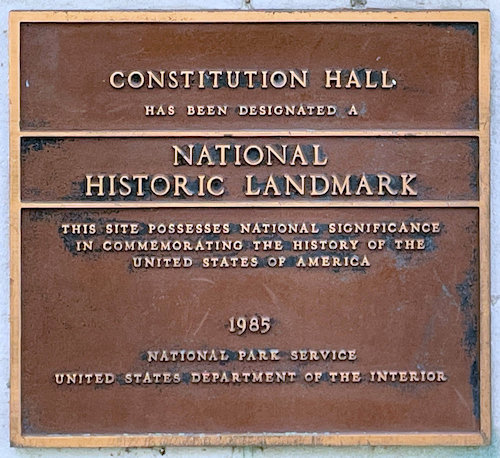 CONSTITUTION HALL
HAS BEEN DESIGNATED A
NATIONAL
HISTORIC LANDMARK
THIS SITE POSSESSES NATIONAL SIGNIFICANCE
IN COMMEMORATING THE HISTORY OF THE
UNITED STATES OF AMERICA
1985
NATIONAL PARK SERVICE
UNITED STATES DEPARTMENT OF THE INTERIOR